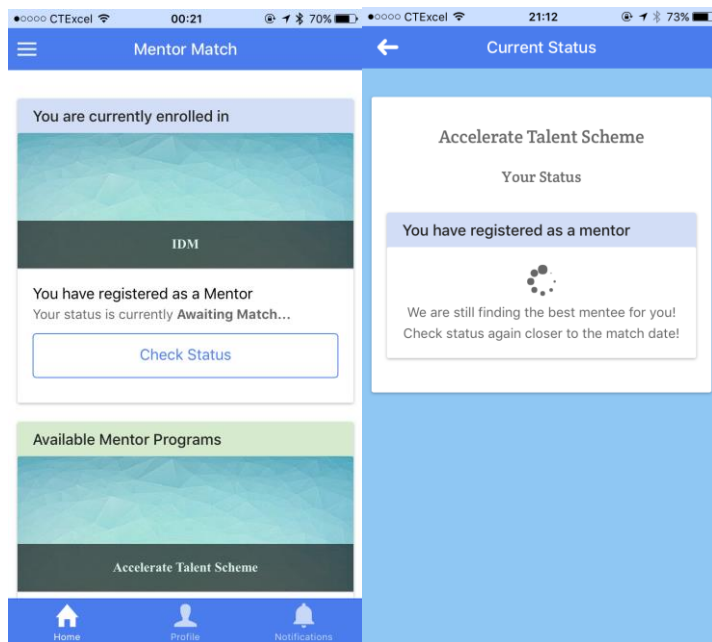 ●○○○○ CTExcel 00:21 70%
Mentor Match
You are currently enrolled in
IDM
You have registered as a Mentor
Your status is currently Awaiting Match...
Check Status
Available Mentor Programs
Accelerate Talent Scheme
Home Profile Notifications
●○○○○ CTExcel 21:12 73%
Current Status
Accelerate Talent Scheme
Your Status
You have registered as a mentor
We are still finding the best mentee for you!
Check status again closer to the match date!